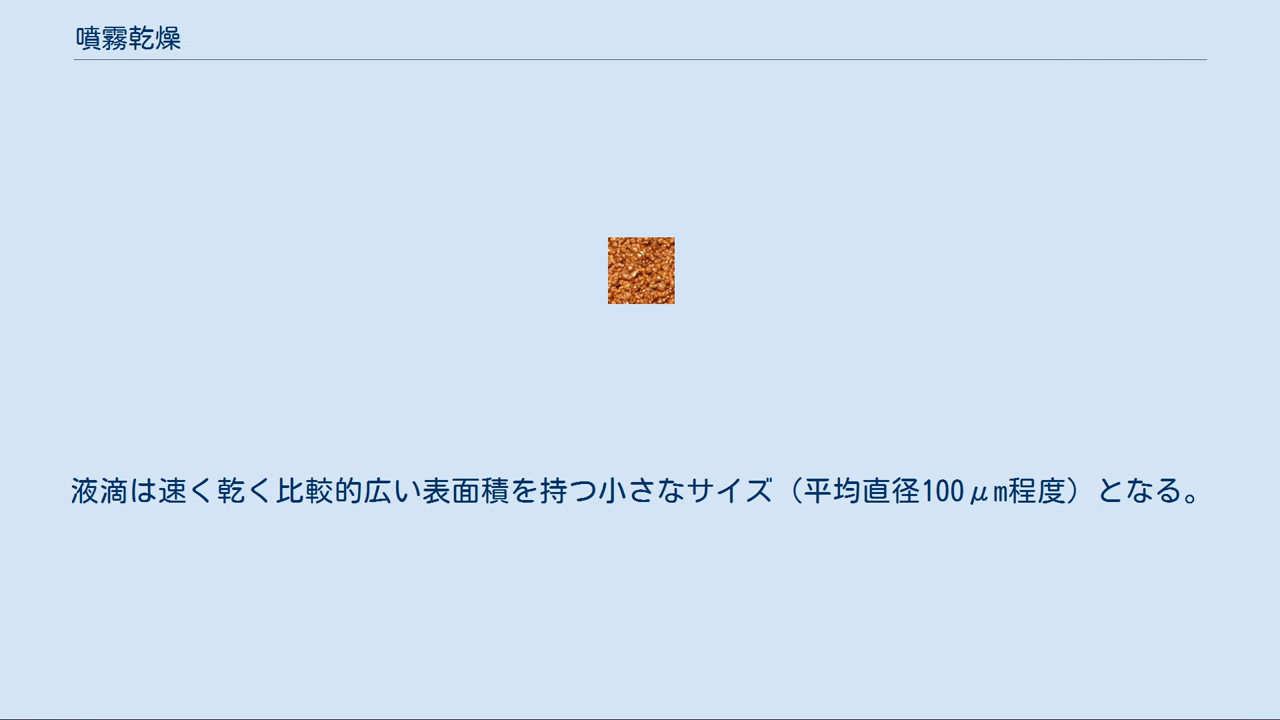 噴霧乾燥
液滴は速く乾く比較的広い表面積を持つ小さなサイズ（平均直径100μm程度）となる。